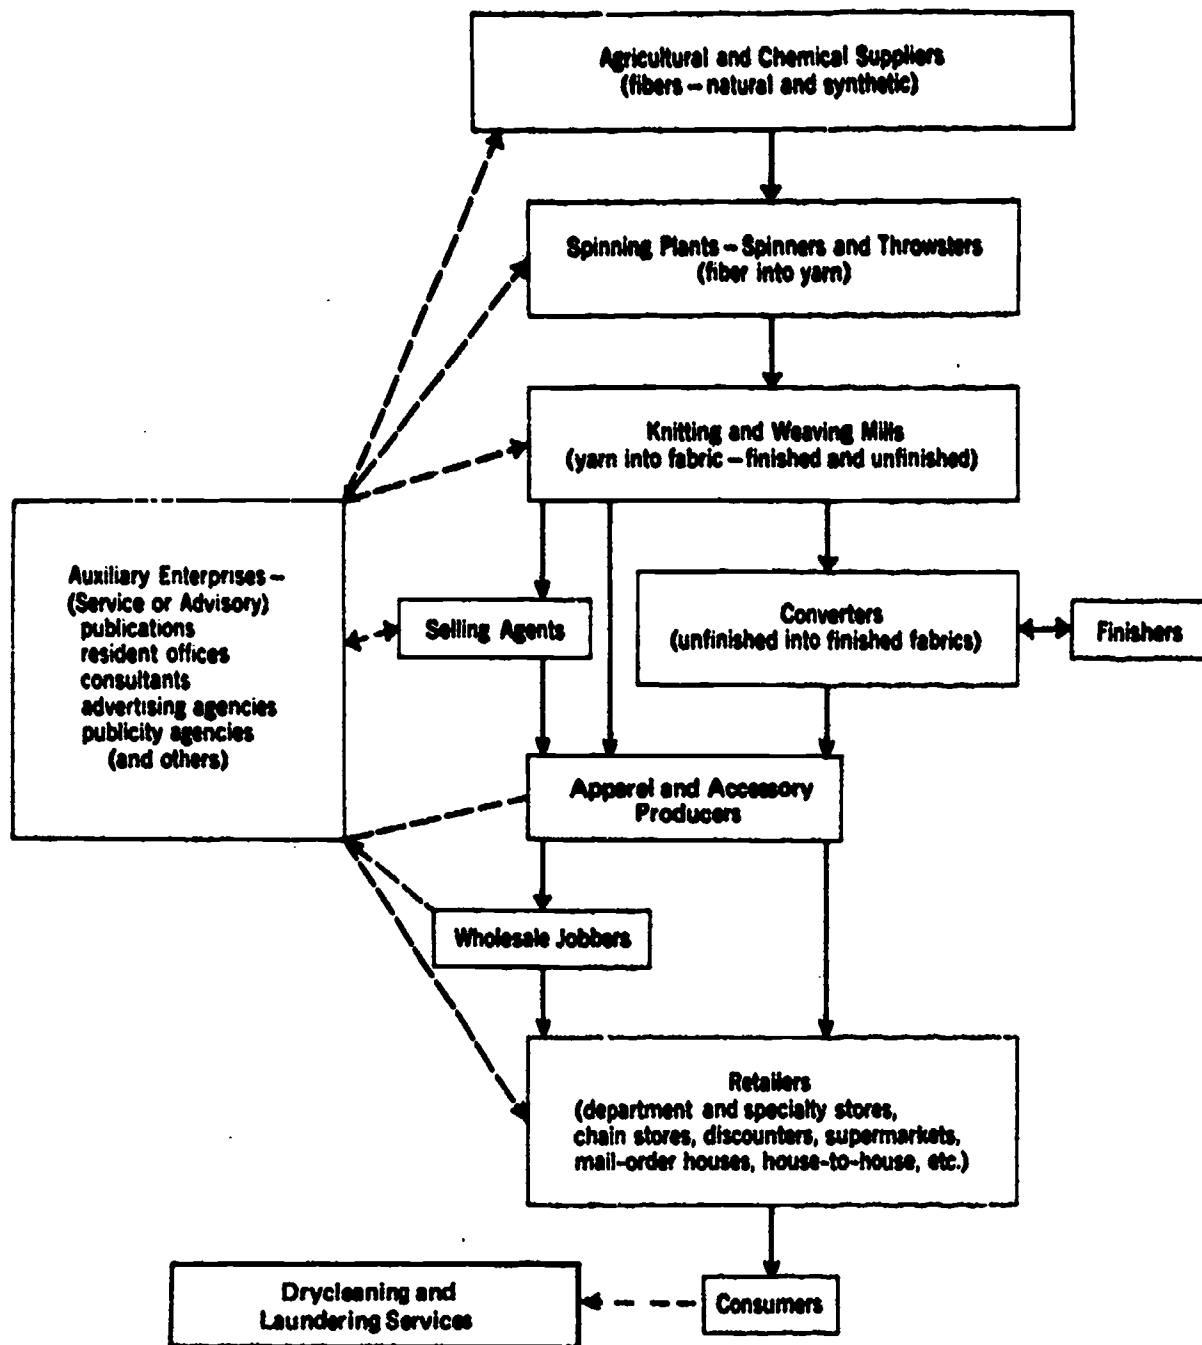 Agricultural and Chemical Suppliers
(fibers – natural and synthetic)
Spinning Plants – Spinners and Throwsters
(fiber into yarn)
Knitting and Weaving Mills
(yarn into fabric – finished and unfinished)
Auxiliary Enterprises –
(Service or Advisory)
publications
resident offices
consultants
advertising agencies
publicity agencies
(and others)
Selling Agents
Converters
(unfinished into finished fabrics)
Finishers
Apparel and Accessory
Producers
Wholesale Jobbers
Retailers
(department and specialty stores,
chain stores, discounters, supermarkets,
mail-order houses, house-to-house, etc.)
Drycleaning and
Laundering Services
Consumers